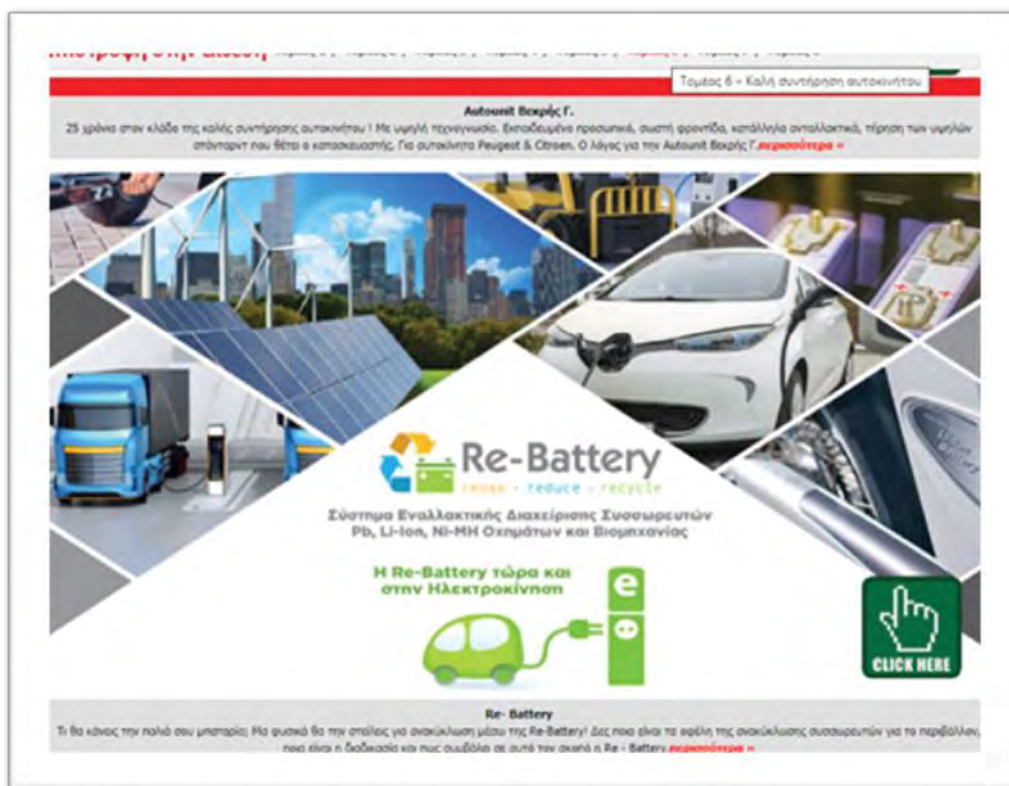 Τομέας 6 – Καλή συντήρηση αυτοκινήτου
Autounit Βεκρής Γ.
25 χρόνια στον κλάδο της καλής συντήρησης αυτοκινήτου ! Με υψηλή τεχνογνωσία. Εκπαιδευμένο προσωπικό, σωστή φροντίδα, κατάλληλα ανταλλακτικά, τήρηση των υψηλών
στάνταρντ που θέτει ο κατασκευαστής. Για αυτοκίνητα Peugeot & Citroen. Ο λόγος για την Autounit Βεκρής Γ.περισσότερα »
Re-Battery
reuse - reduce - recycle
Σύστημα Εναλλακτικής Διαχείρισης Συσσωρευτών
Pb, Li-Ion, Ni-MH Οχημάτων και Βιομηχανίας
Η Re-Battery τώρα και
στην Ηλεκτροκίνηση
e
CLICK HERE
Re- Battery
Τι θα κάνεις την παλιά σου μπαταρία; Μα φυσικά θα την στείλεις για ανακύκλωση μέσω της Re-Battery! Δες ποια είναι τα οφέλη της ανακύκλωσης συσσωρευτών για το περιβάλλον,
ποια είναι η διαδικασία και πως συμβάλει σε αυτό τον σκοπό η Re - Battery.περισσότερα »